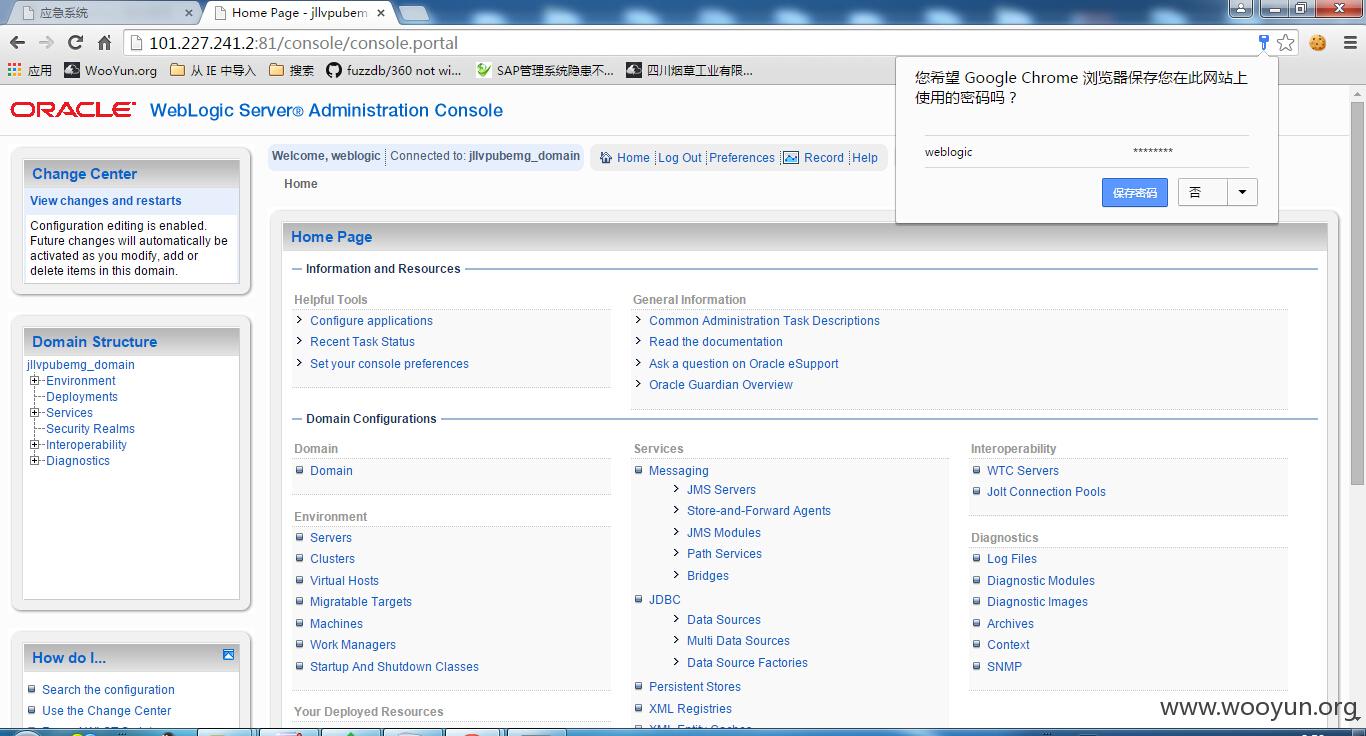 应急系统
Home Page - jllvpubem
101.227.241.2:81/console/console.portal
应用
WooYun.org
从 IE 中导入
搜索
fuzzdb/360 not wi...
SAP管理系统隐患不...
四川烟草工业有限...
您希望 Google Chrome 浏览器保存您在此网站上
使用的密码吗？
weblogic ********
保存密码 否
ORACLE WebLogic Server® Administration Console
Change Center
View changes and restarts
Configuration editing is enabled.
Future changes will automatically be
activated as you modify, add or
delete items in this domain.
Domain Structure
jllvpubemg_domain
Environment
Deployments
Services
Security Realms
Interoperability
Diagnostics
How do I...
Search the configuration
Use the Change Center
Welcome, weblogic Connected to: jllvpubemg_domain
Home Log Out Preferences Record Help
Home
Home Page
Information and Resources
Helpful Tools
Configure applications
Recent Task Status
Set your console preferences
General Information
Common Administration Task Descriptions
Read the documentation
Ask a question on Oracle eSupport
Oracle Guardian Overview
Domain Configurations
Domain
Domain
Environment
Servers
Clusters
Virtual Hosts
Migratable Targets
Machines
Work Managers
Startup And Shutdown Classes
Your Deployed Resources
Services
Messaging
JMS Servers
Store-and-Forward Agents
JMS Modules
Path Services
Bridges
JDBC
Data Sources
Multi Data Sources
Data Source Factories
Persistent Stores
XML Registries
XML Entity Caches
Interoperability
WTC Servers
Jolt Connection Pools
Diagnostics
Log Files
Diagnostic Modules
Diagnostic Images
Archives
Context
SNMP
www.wooyun.org